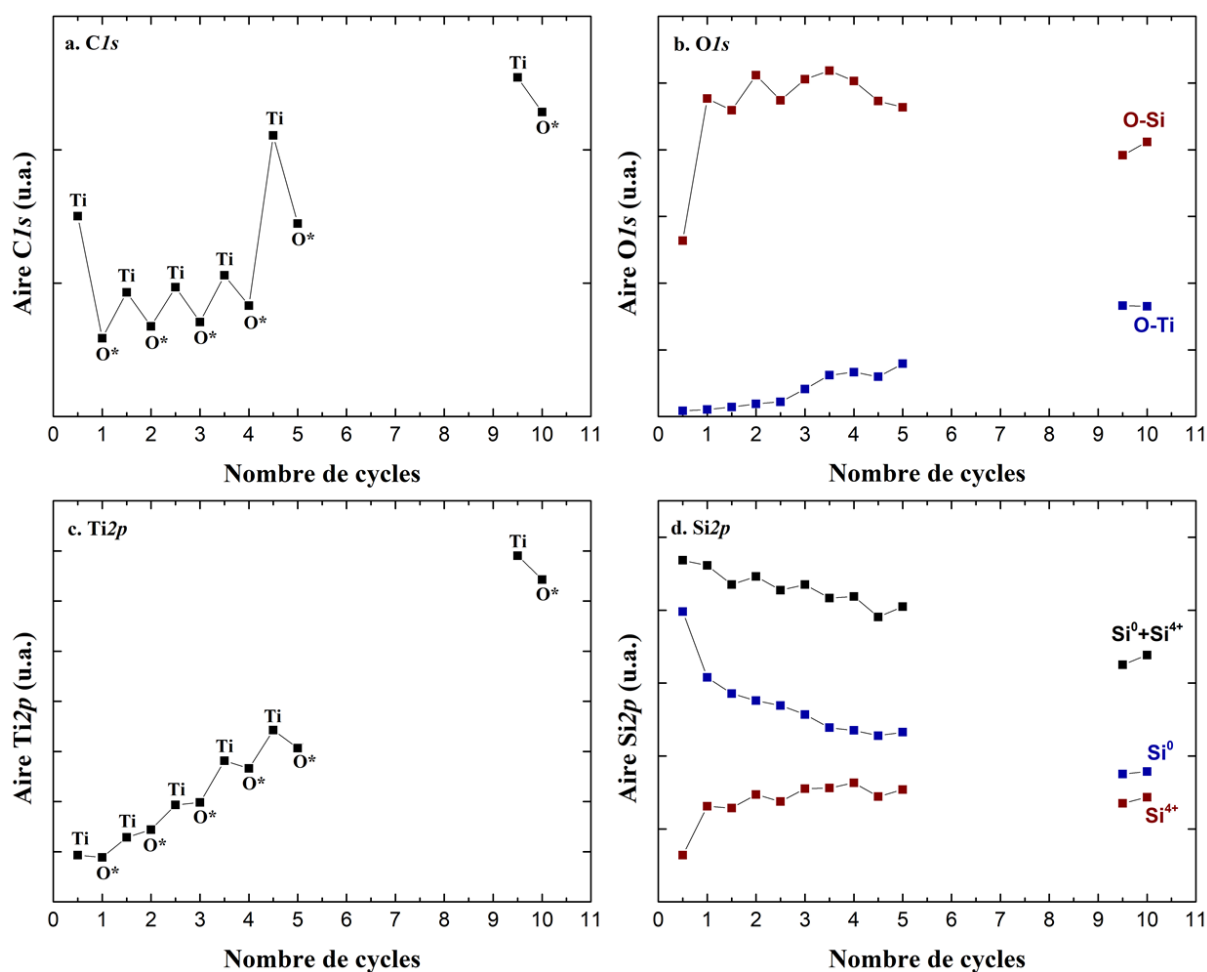 a. C1s
Ti
Ti
Ti
Ti
Ti
Ti
O*
O*
O*
O*
O*
O*
Aire C1s (u.a.)
0 1 2 3 4 5 6 7 8 9 10 11
Nombre de cycles
b. O1s
O-Si
O-Ti
Aire O1s (u.a.)
0 1 2 3 4 5 6 7 8 9 10 11
Nombre de cycles
c. Ti2p
Ti
Ti
Ti
Ti
Ti
Ti
O*
O*
O*
O*
O*
O*
Aire Ti2p (u.a.)
0 1 2 3 4 5 6 7 8 9 10 11
Nombre de cycles
d. Si2p
Si⁰+Si⁴⁺
Si⁰
Si⁴⁺
Aire Si2p (u.a.)
0 1 2 3 4 5 6 7 8 9 10 11
Nombre de cycles